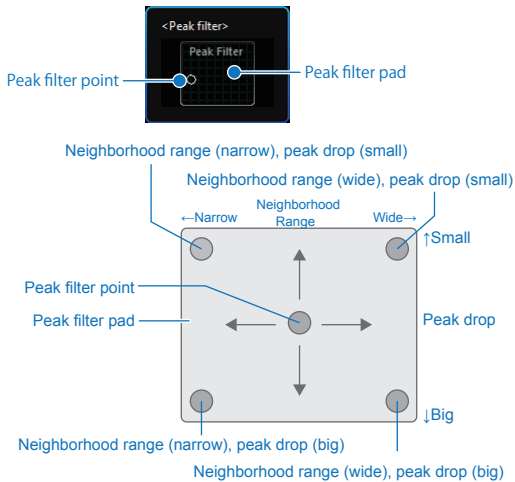 <Peak filter>
Peak Filter
Peak filter point
Peak filter pad
Neighborhood range (narrow), peak drop (small)
Neighborhood range (wide), peak drop (small)
←Narrow
Neighborhood
Range
Wide→
↑Small
Peak filter point
Peak filter pad
Peak drop
↓Big
Neighborhood range (narrow), peak drop (big)
Neighborhood range (wide), peak drop (big)